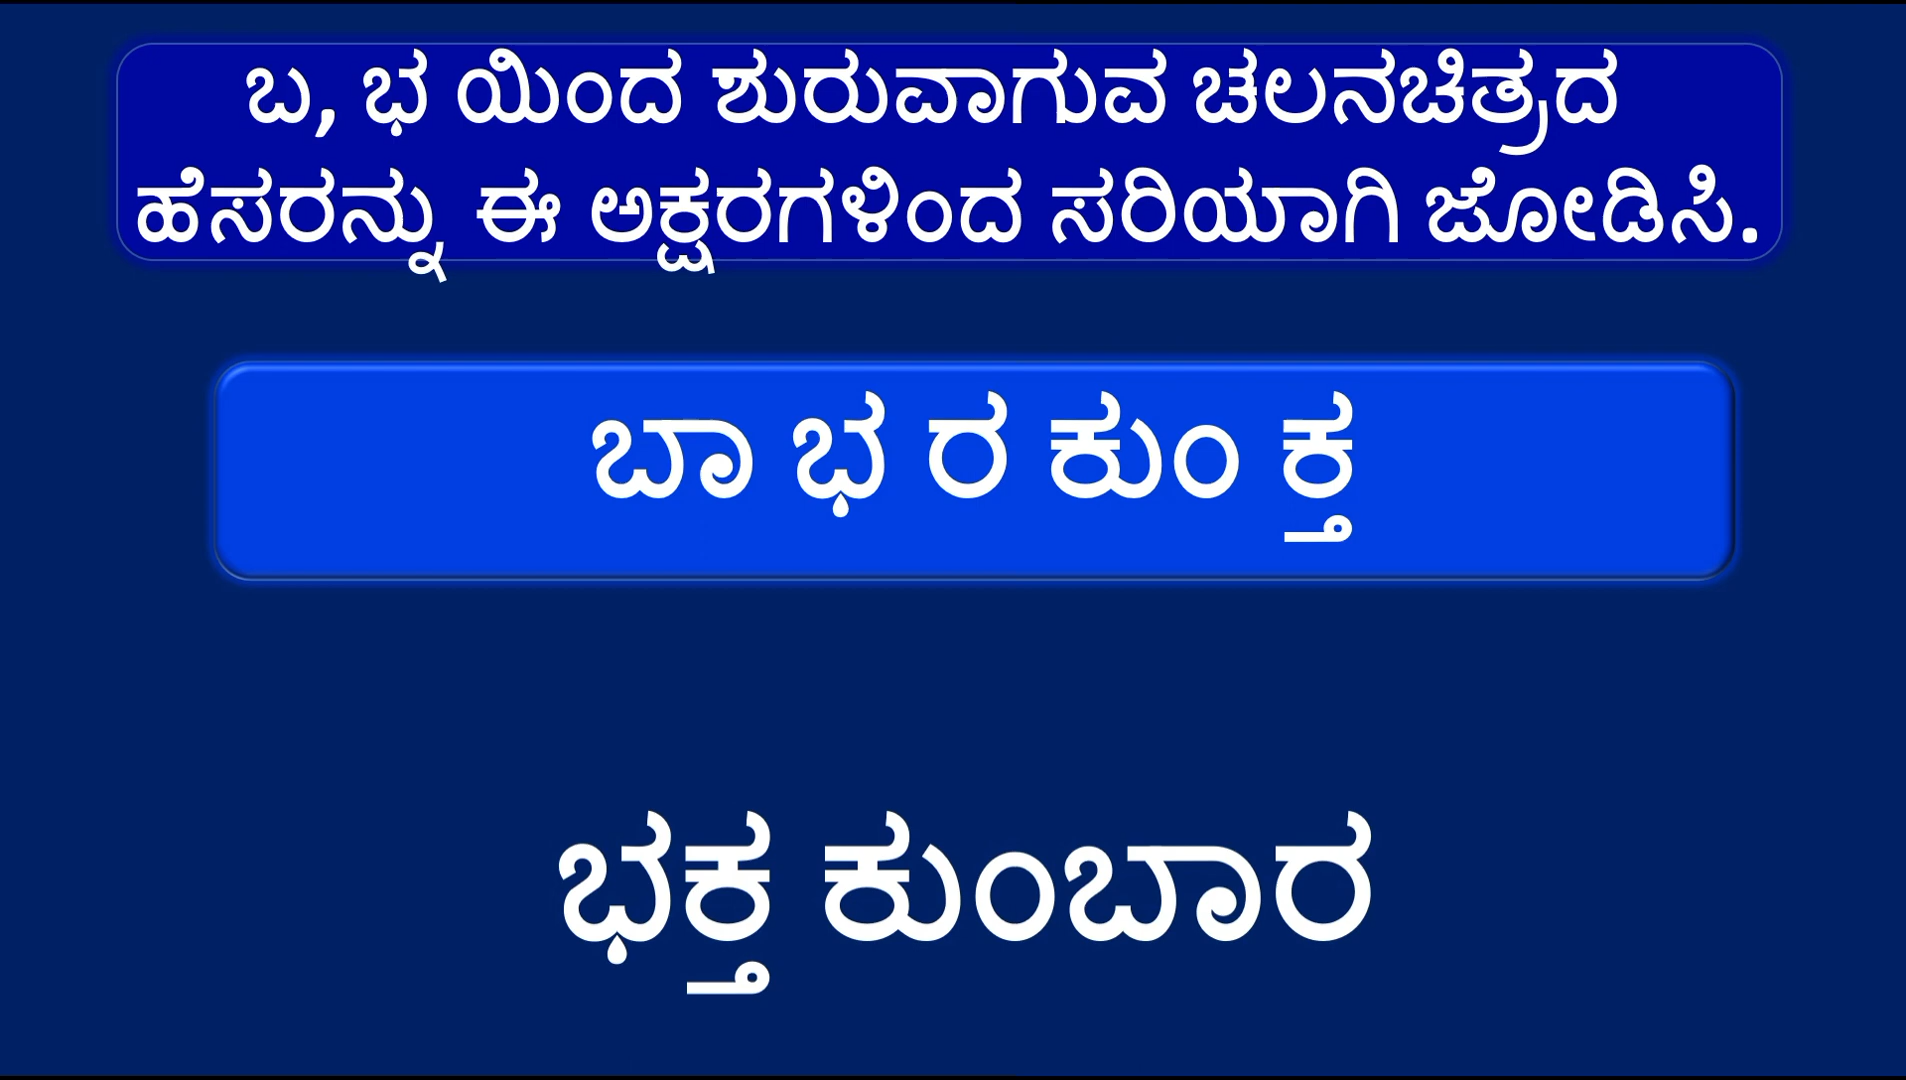 ಬ, ಭ ಯಿಂದ ಶುರುವಾಗುವ ಚಲನಚಿತ್ರದ
ಹೆಸರನ್ನು ಈ ಅಕ್ಷರಗಳಿಂದ ಸರಿಯಾಗಿ ಜೋಡಿಸಿ.
ಬಾ ಭ ರ ಕುಂ ಕ್ತ
ಭಕ್ತ ಕುಂಬಾರ